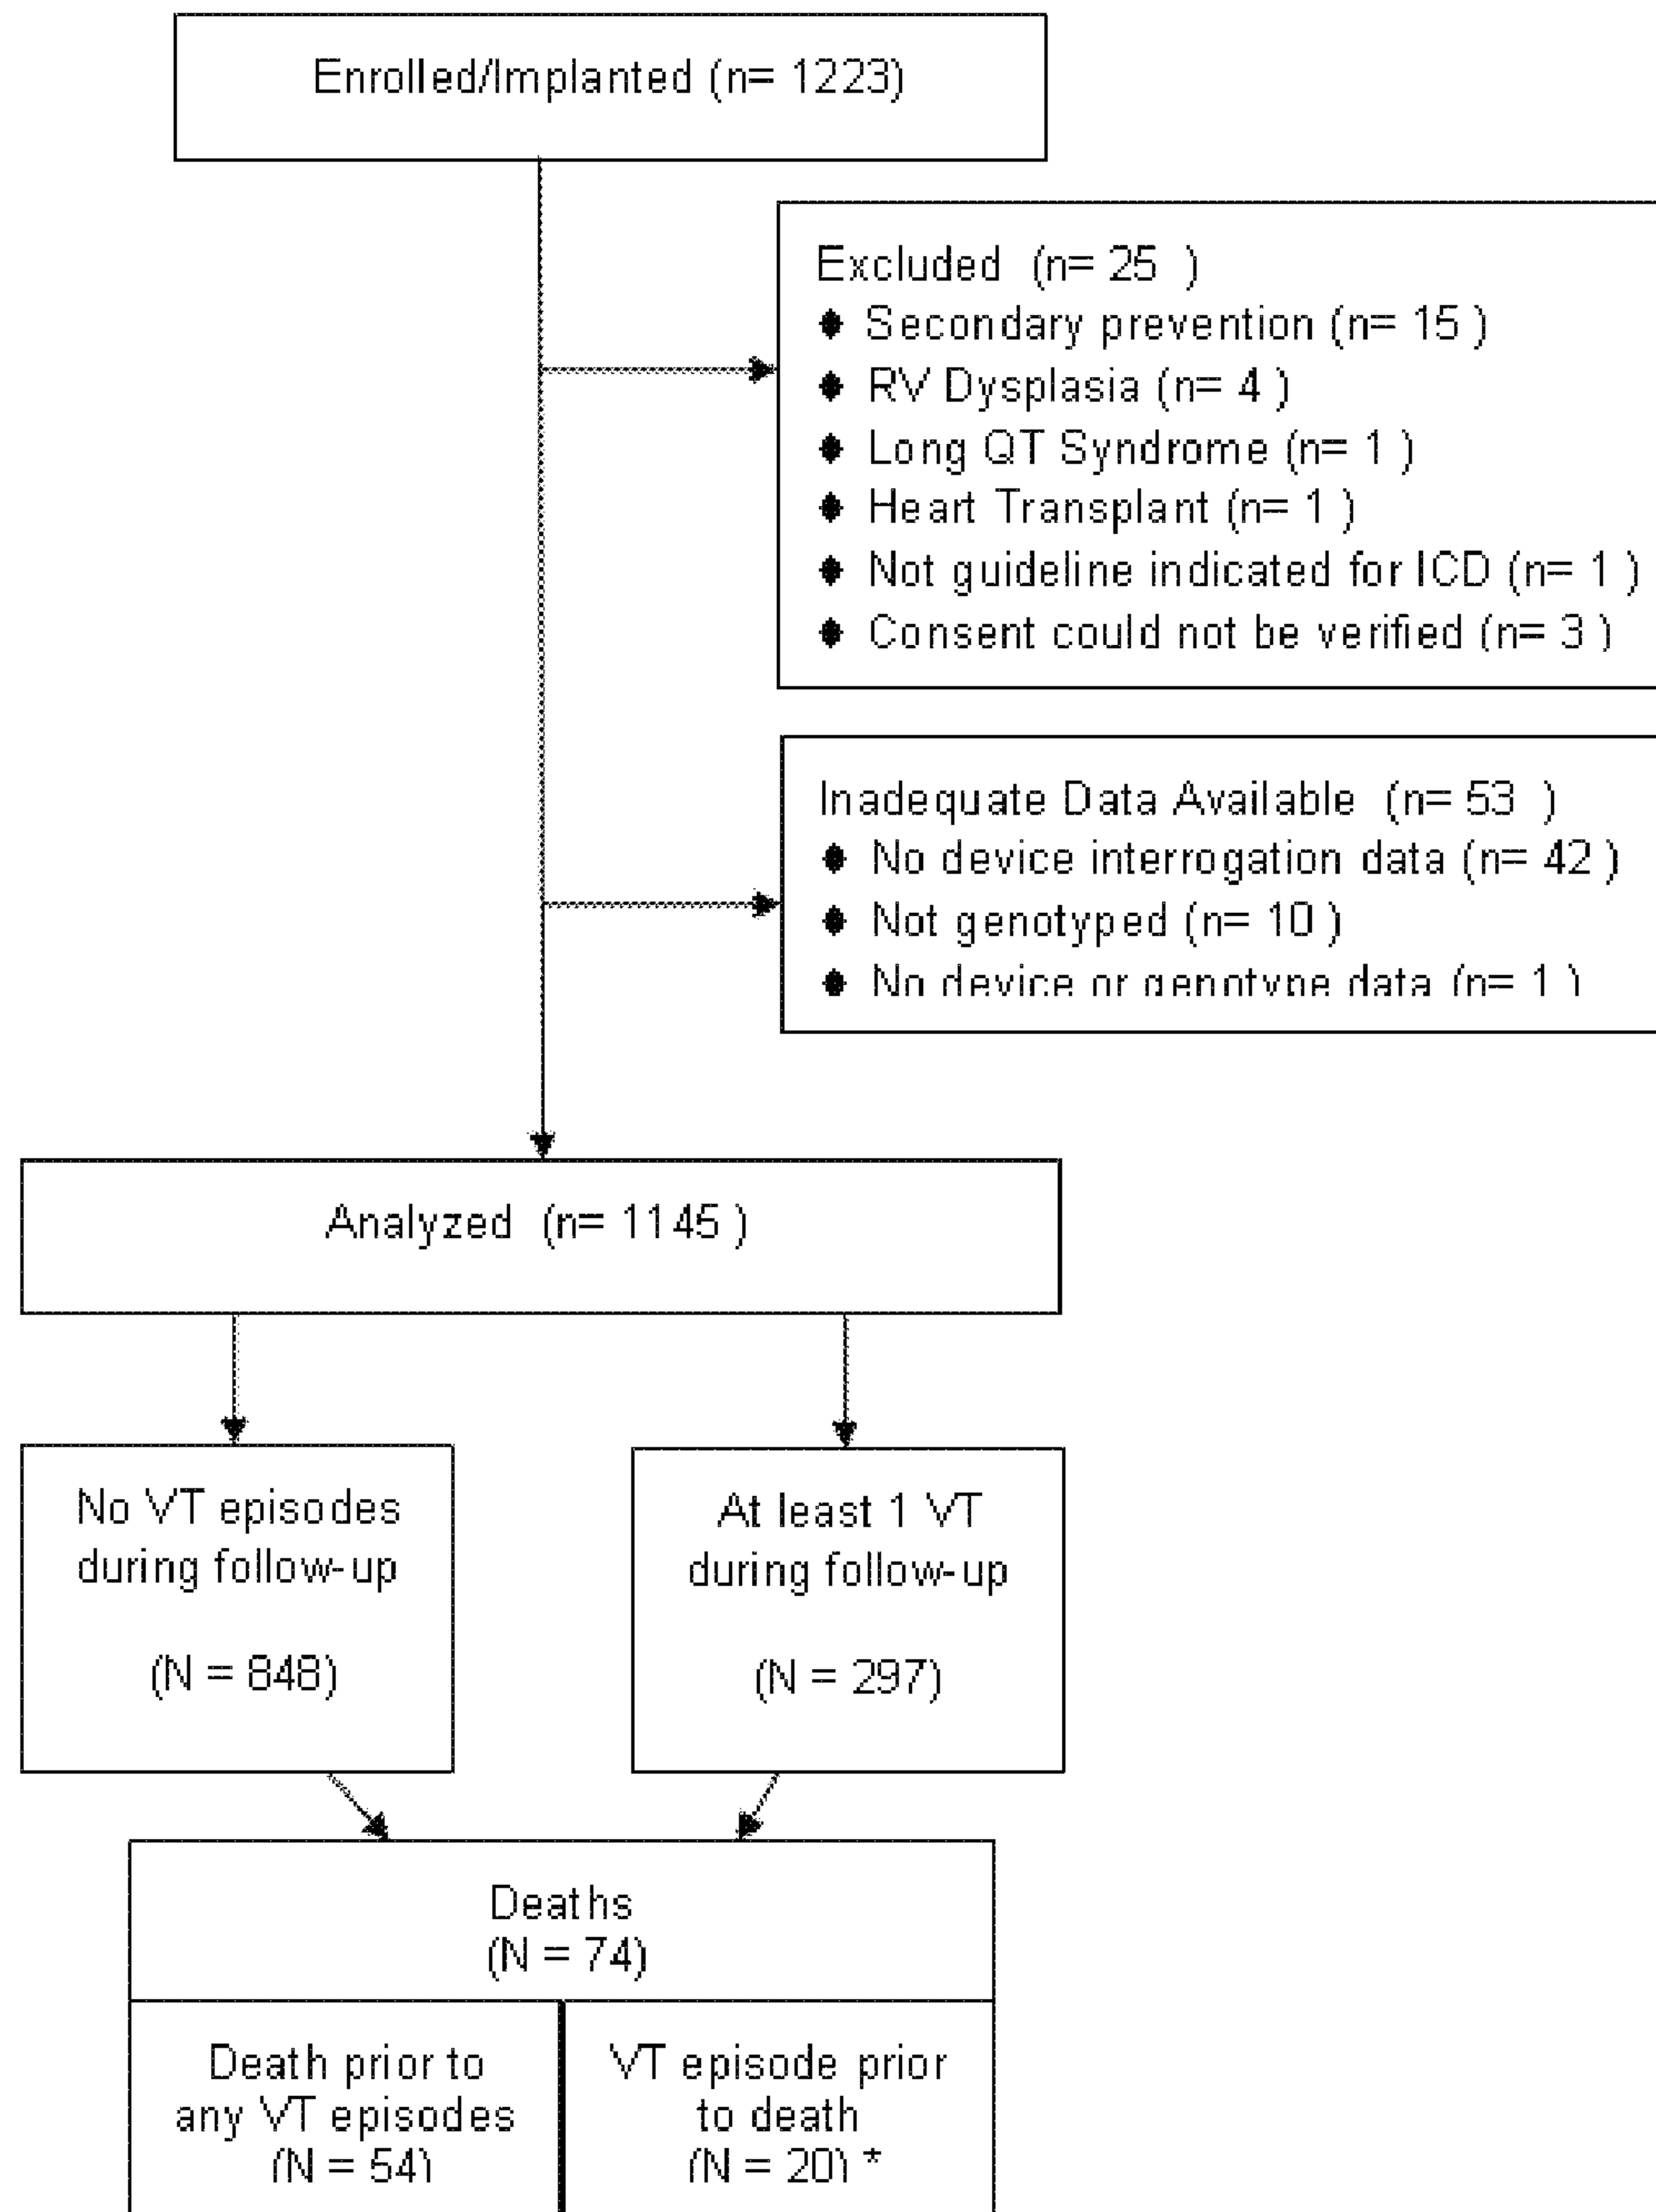 Enrolled/Implanted (n= 1223)
Excluded (n= 25 )
♦ Secondary prevention (n= 15 )
♦ RV Dysplasia (n= 4 )
♦ Long QT Syndrome (n= 1 )
♦ Heart Transplant (n= 1 )
♦ Not guideline indicated for ICD (n= 1 )
♦ Consent could not be verified (n= 3 )
Inadequate Data Available (n= 53 )
♦ No device interrogation data (n= 42 )
♦ Not genotyped (n= 10 )
♦ No device or genotype data (n= 1 )
Analyzed (n= 1145 )
No VT episodes
during follow-up
(N = 848)
At least 1 VT
during follow-up
(N = 297)
Deaths
(N = 74)
Death prior to
any VT episodes
(N = 54)
VT episode prior
to death
(N = 20) *